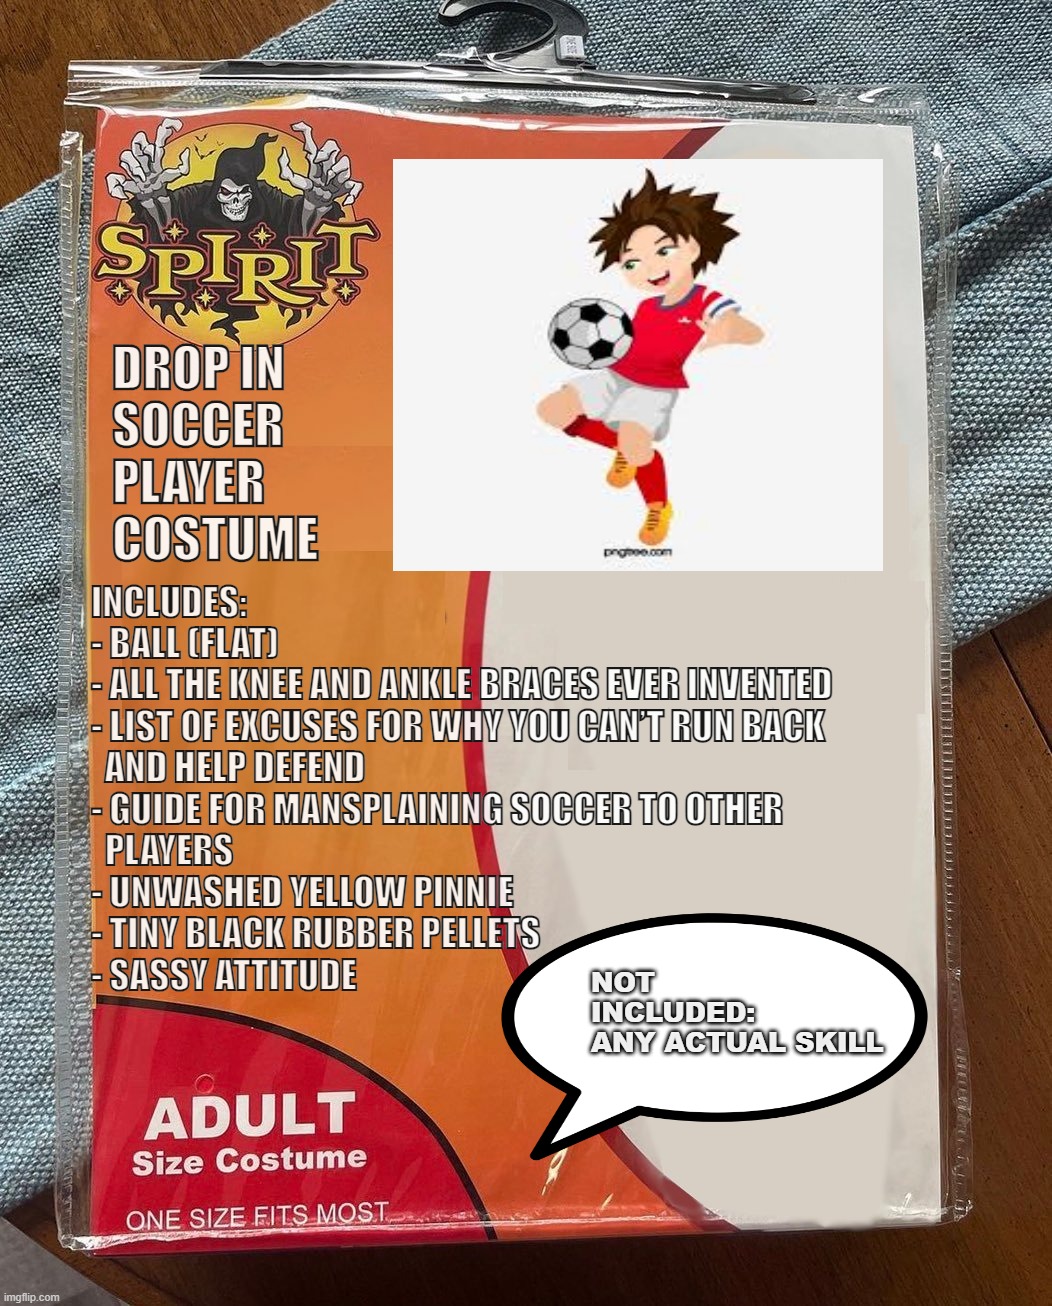 SPIRIT
DROP IN
SOCCER
PLAYER
COSTUME
pngtree.com
INCLUDES:
- BALL (FLAT)
- ALL THE KNEE AND ANKLE BRACES EVER INVENTED
- LIST OF EXCUSES FOR WHY YOU CAN'T RUN BACK
AND HELP DEFEND
- GUIDE FOR MANSPLAINING SOCCER TO OTHER
PLAYERS
- UNWASHED YELLOW PINNIE
- TINY BLACK RUBBER PELLETS
- SASSY ATTITUDE
NOT
INCLUDED:
ANY ACTUAL SKILL
ADULT
Size Costume
ONE SIZE FITS MOST
imgflip.com